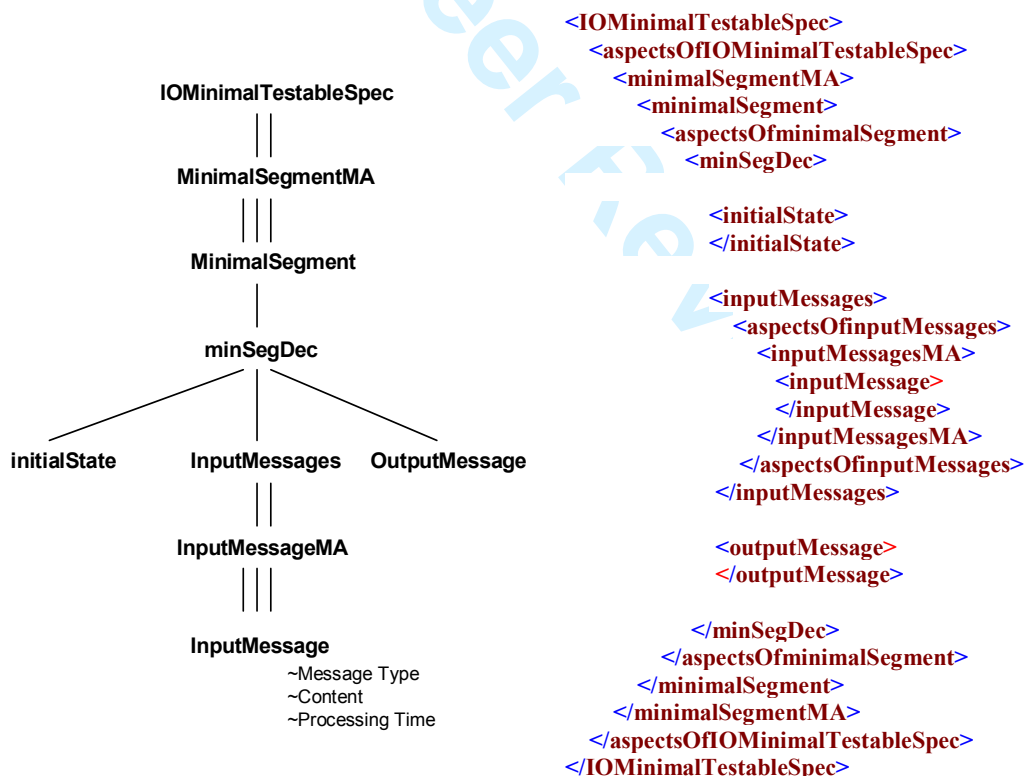 IOMinimalTestableSpec
MinimalSegmentMA
MinimalSegment
minSegDec
initialState InputMessages OutputMessage
InputMessageMA
InputMessage
~Message Type
~Content
~Processing Time
<IOMinimalTestableSpec>
<aspectsOfIOMinimalTestableSpec>
<minimalSegmentMA>
<minimalSegment>
<aspectsOfminimalSegment>
<minSegDec>
<initialState>
</initialState>
<inputMessages>
<aspectsOfinputMessages>
<inputMessagesMA>
<inputMessage>
</inputMessage>
</inputMessagesMA>
</aspectsOfinputMessages>
</inputMessages>
<outputMessage>
</outputMessage>
</minSegDec>
</aspectsOfminimalSegment>
</minimalSegment>
</minimalSegmentMA>
</aspectsOfIOMinimalTestableSpec>
</IOMinimalTestableSpec>